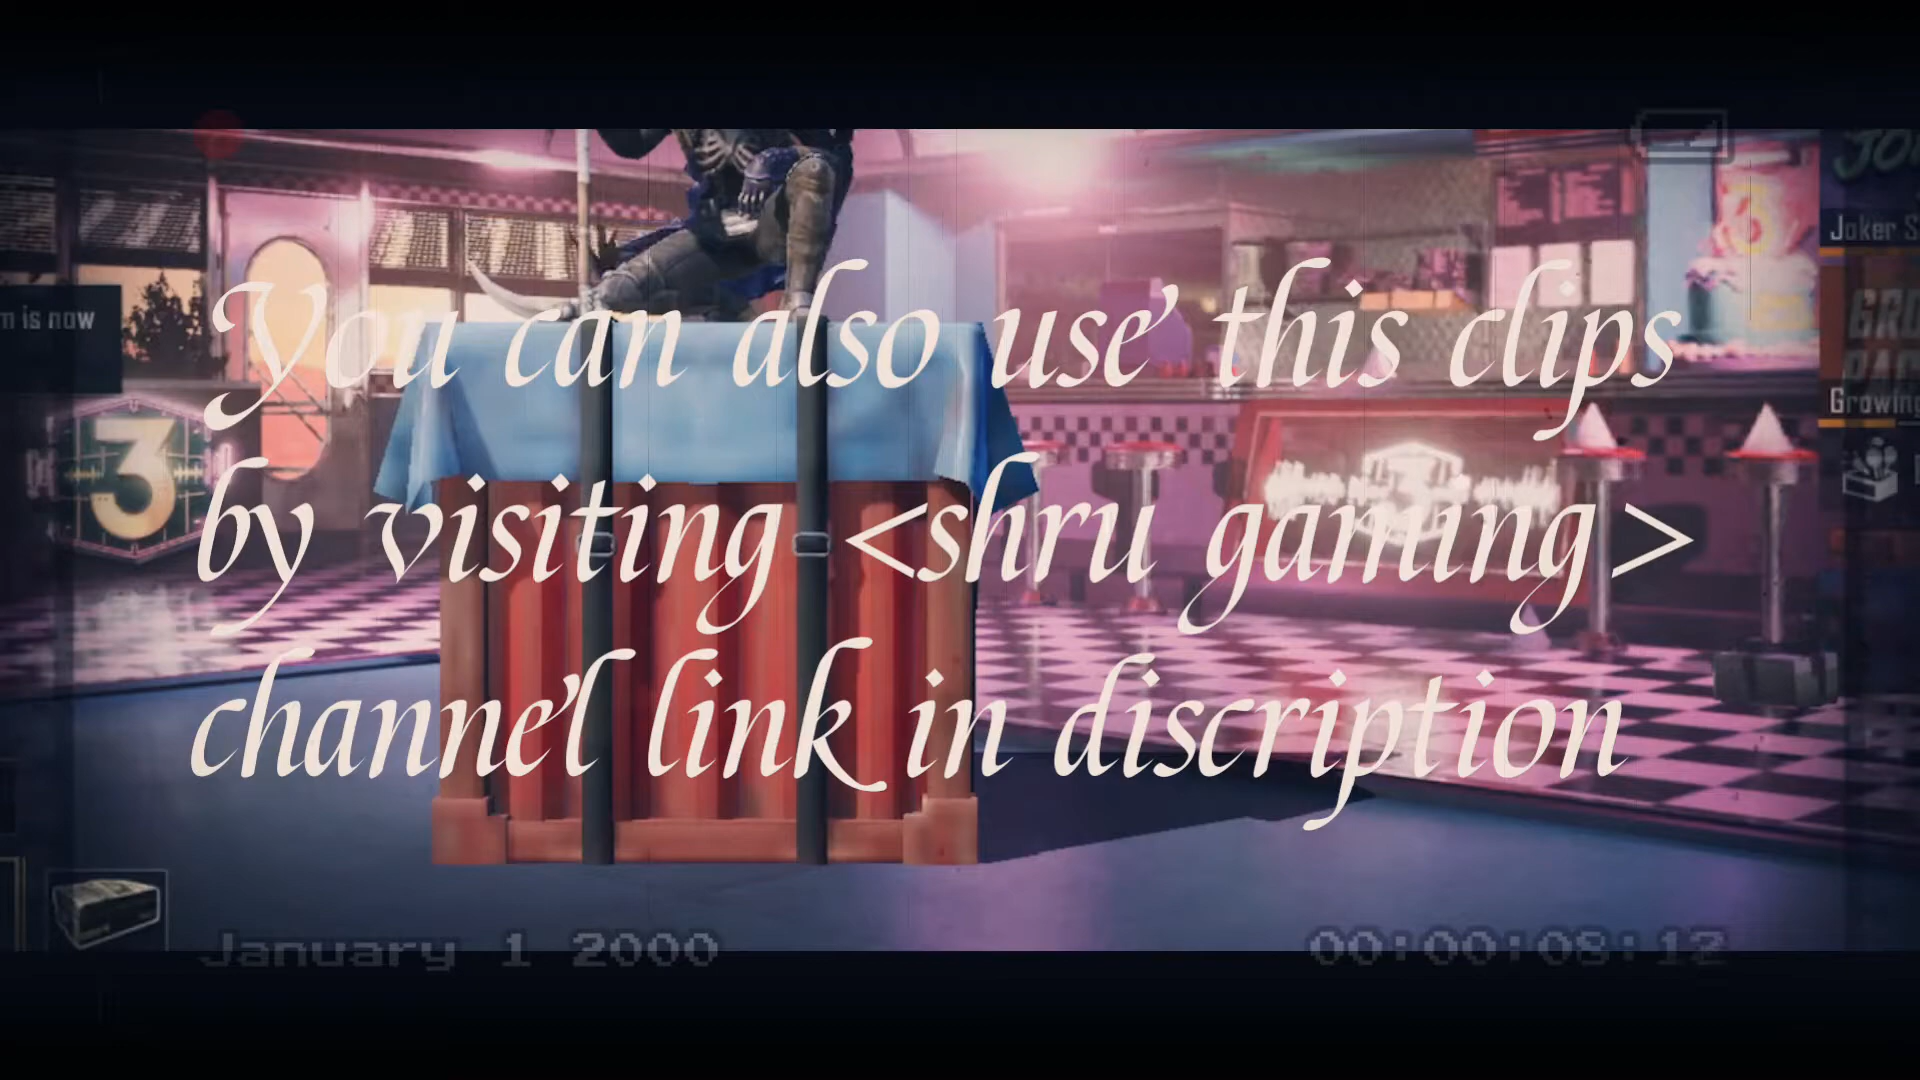 Joker S
m is now
You can also use this clips
3
Growing
by visiting <shru gaming>
channel link in discription
January 1 2000
00:00:08:12